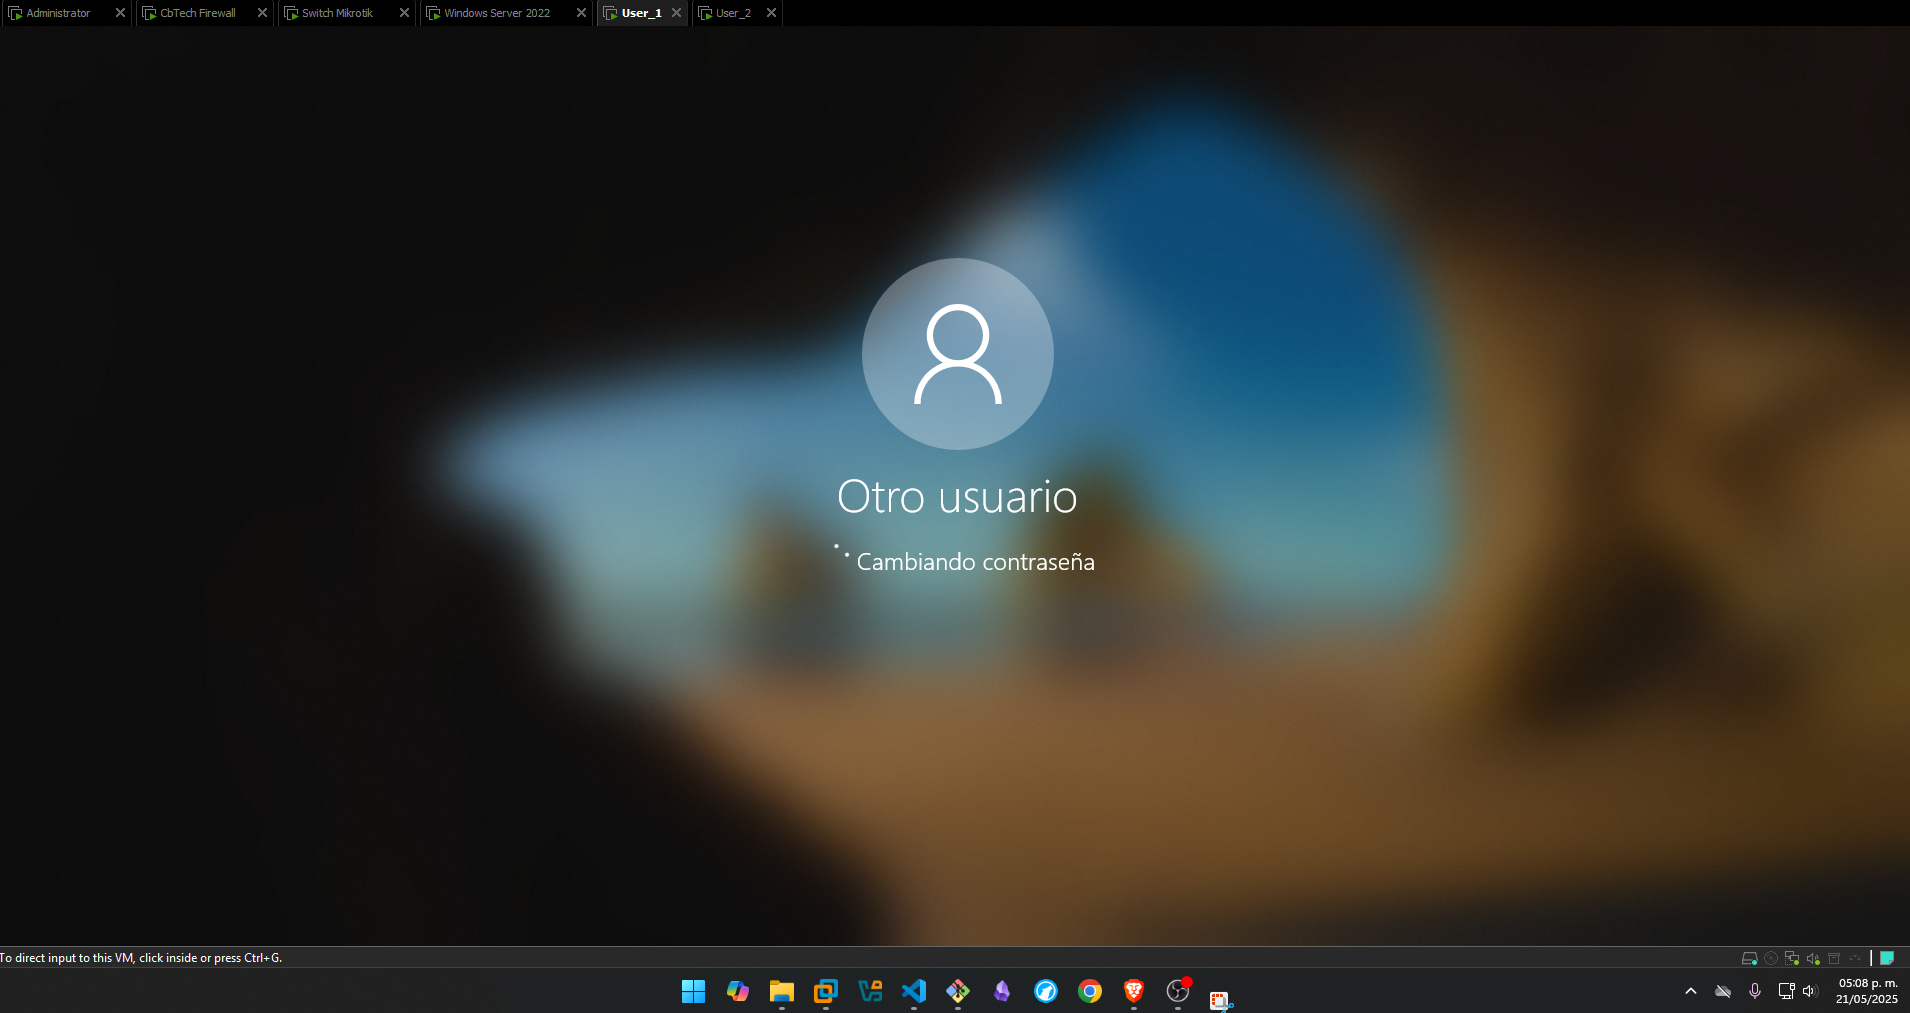 Administrator
CbTech Firewall
Switch Mikrotik
Windows Server 2022
User_1
User_2
Otro usuario
Cambiando contraseña
To direct input to this VM, click inside or press Ctrl+G.
05:08 p. m.
21/05/2025